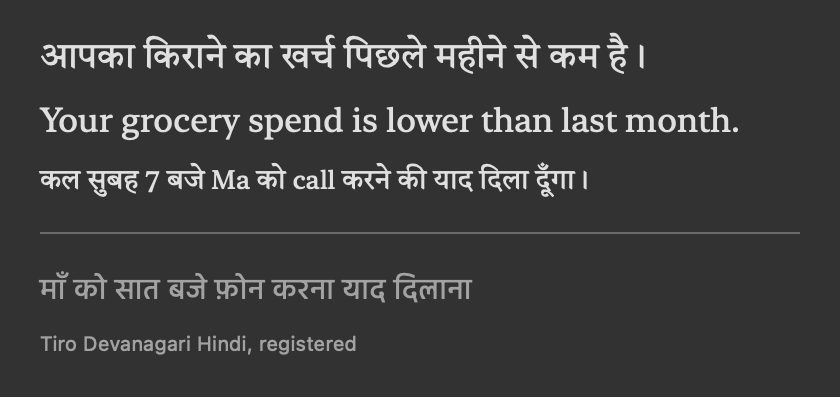 आपका किराने का खर्च पिछले महीने से कम है।
Your grocery spend is lower than last month.
कल सुबह 7 बजे Ma को call करने की याद दिला दूँगा।
माँ को सात बजे फ़ोन करना याद दिलाना
Tiro Devanagari Hindi, registered